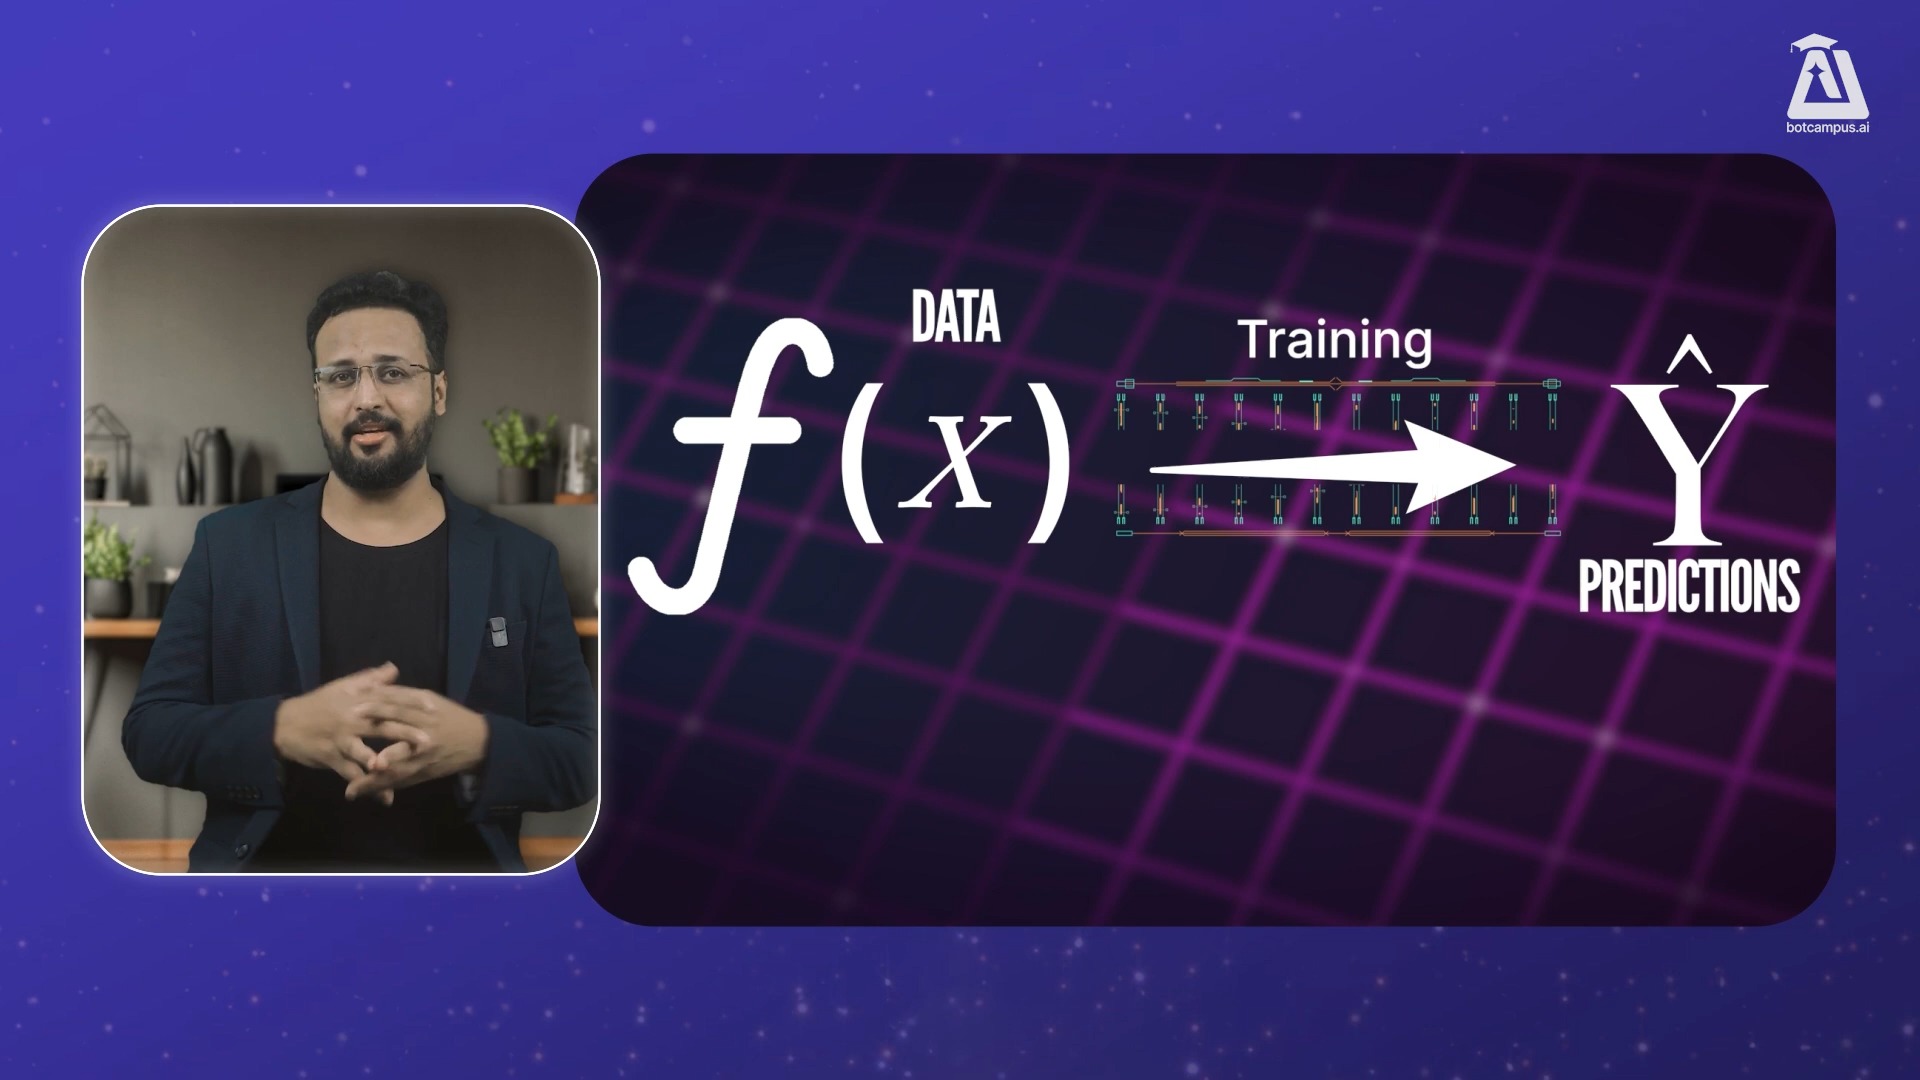 botcampus.ai
DATA
Training
f(x)
Ŷ
PREDICTIONS